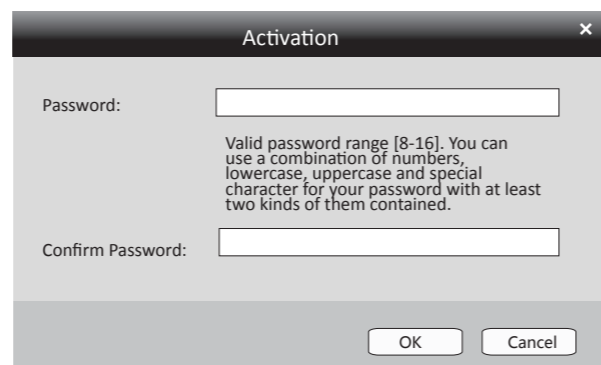 Activation
Password:
Valid password range [8-16]. You can
use a combination of numbers,
lowercase, uppercase and special
character for your password with at least
two kinds of them contained.
Confirm Password:
OK Cancel